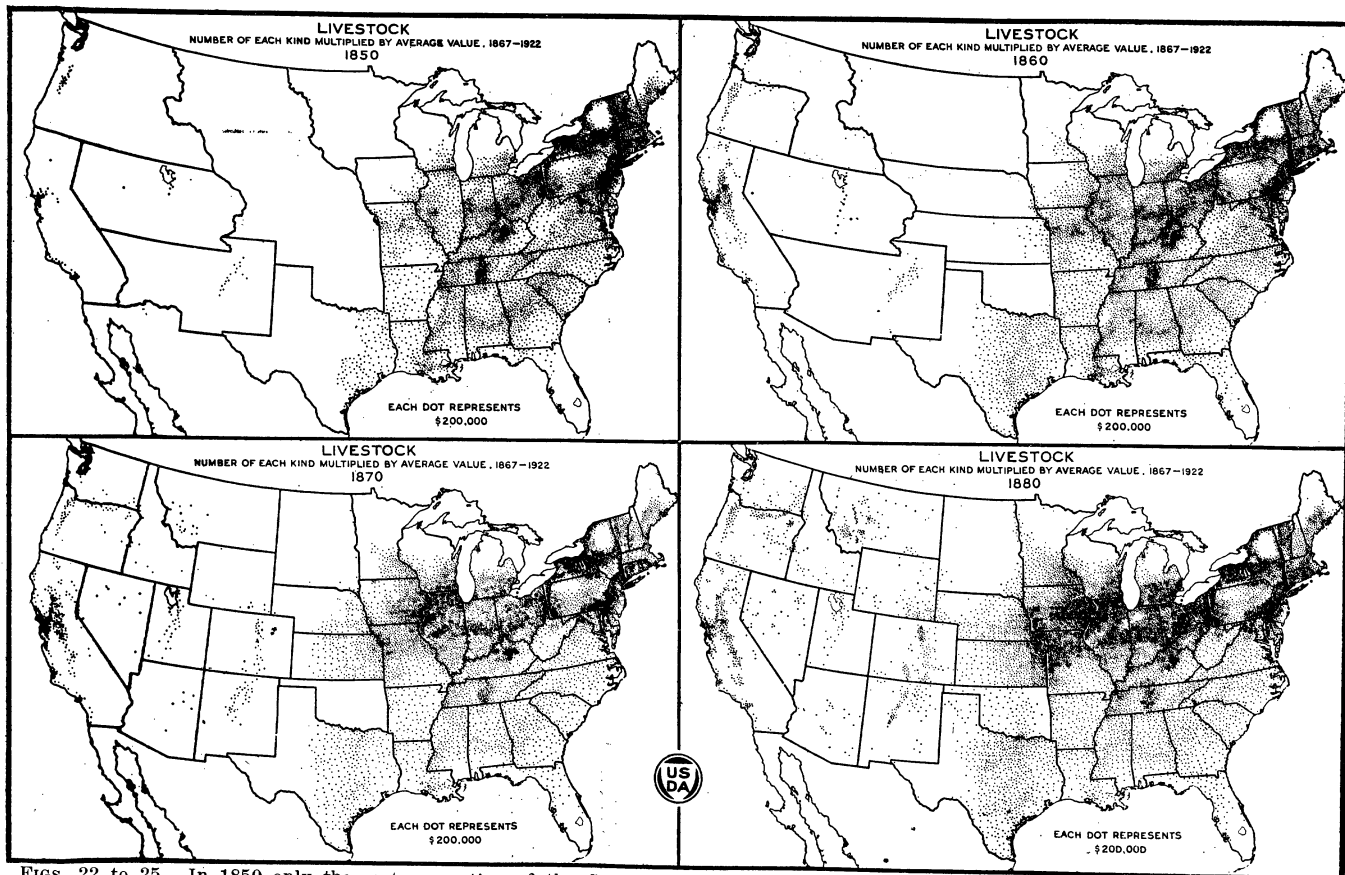 LIVESTOCK
NUMBER OF EACH KIND MULTIPLIED BY AVERAGE VALUE, 1867–1922
1850
EACH DOT REPRESENTS
$200,000
LIVESTOCK
NUMBER OF EACH KIND MULTIPLIED BY AVERAGE VALUE, 1867–1922
1860
EACH DOT REPRESENTS
$200,000
LIVESTOCK
NUMBER OF EACH KIND MULTIPLIED BY AVERAGE VALUE, 1867–1922
1870
EACH DOT REPRESENTS
$200,000
LIVESTOCK
NUMBER OF EACH KIND MULTIPLIED BY AVERAGE VALUE, 1867–1922
1880
EACH DOT REPRESENTS
$20D,00D
US
DA
FIGS. 22 to 25. In 1850 only the